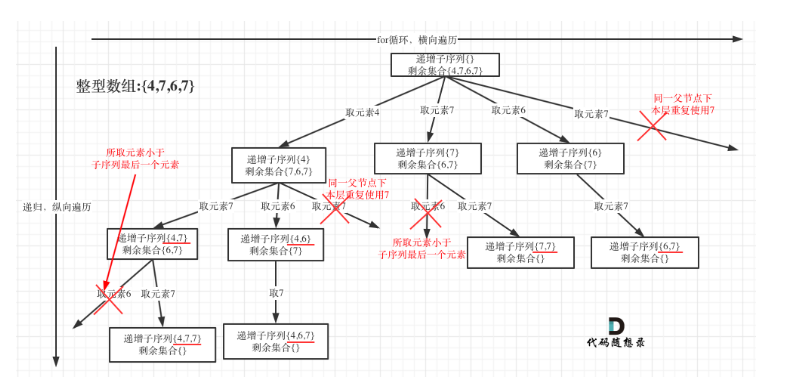 for循环，横向遍历
递增子序列{}
剩余集合{4,7,6,7}
整型数组:{4,7,6,7}
同一父节点下
本层重复使用7
取元素4
取元素7
取元素6
取元素7
所取元素小于
子序列最后一个元素
递增子序列{4}
剩余集合{7,6,7}
递增子序列{7}
剩余集合{6,7}
递增子序列{6}
剩余集合{7}
同一父节点下
本层重复使用7
递归，纵向遍历
取元素7
取元素6
取元素7
取元素6
取元素7
取元素7
递增子序列{4,7}
剩余集合{6,7}
递增子序列{4,6}
剩余集合{7}
所取元素小于
子序列最后一个元素
递增子序列{7,7}
剩余集合{}
递增子序列{6,7}
剩余集合{}
取元素6
取元素7
取7
递增子序列{4,7,7}
剩余集合{}
递增子序列{4,6,7}
剩余集合{}
代码随想录